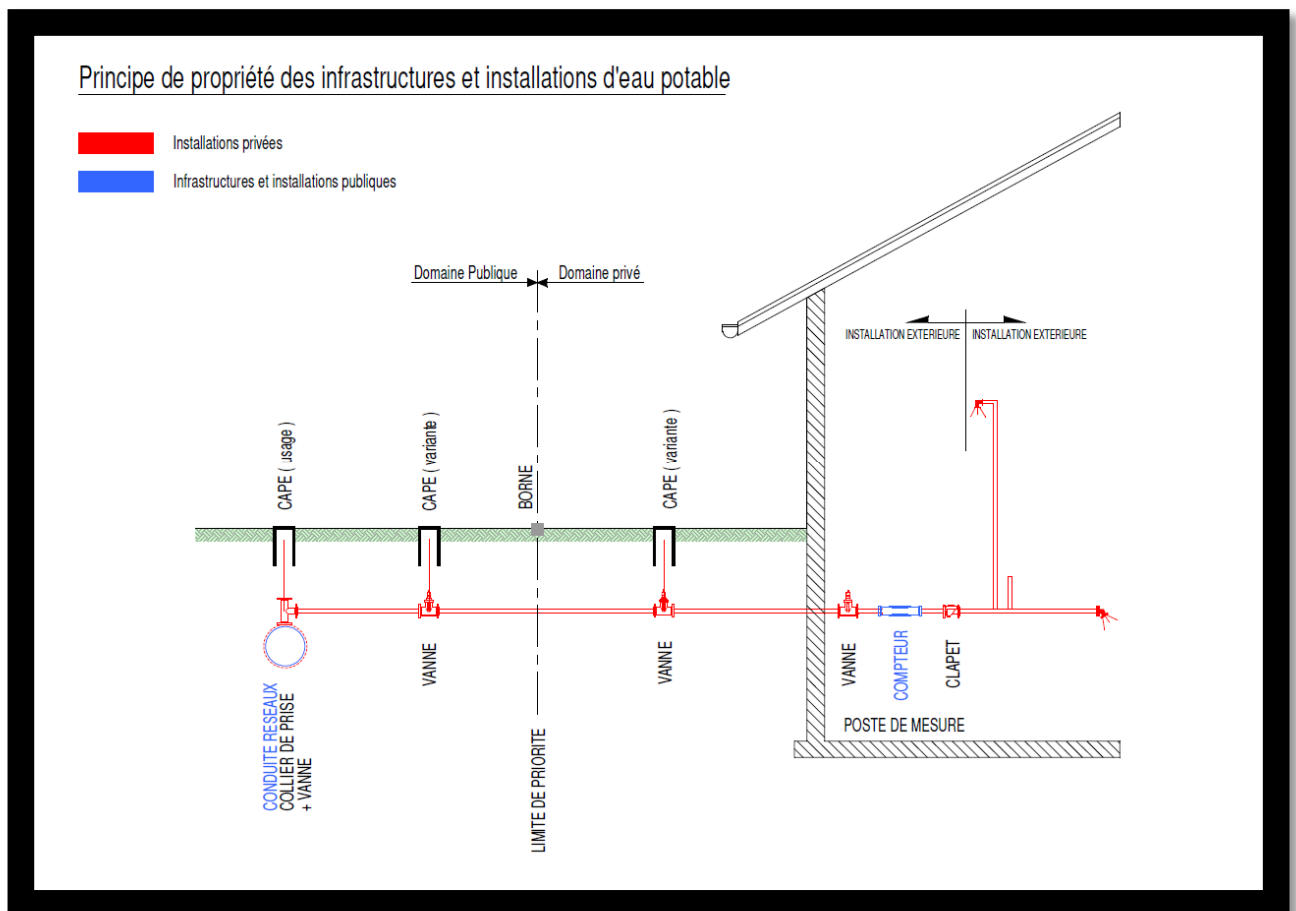 Principe de propriété des infrastructures et installations d'eau potable
Installations privées
Infrastructures et installations publiques
Domaine Publique
Domaine privé
INSTALLATION EXTERIEURE
INSTALLATION EXTERIEURE
CAPE ( usage )
CAPE ( variante )
BORNE
CAPE ( variante )
VANNE
VANNE
VANNE
COMPTEUR
CLAPET
POSTE DE MESURE
CONDUITE RESEAUX
COLLIER DE PRISE
+ VANNE
LIMITE DE PRIORITE